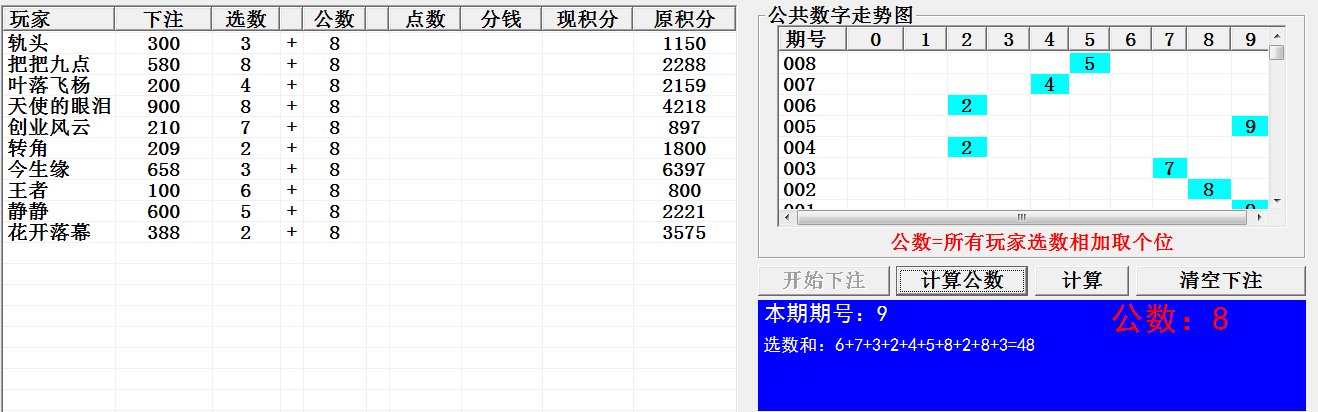 玩家 下注 选数 公数 点数 分钱 现积分 原积分
轨头 300 3 + 8 1150
把把九点 580 8 + 8 2288
叶落飞杨 200 4 + 8 2159
天使的眼泪 900 8 + 8 4218
创业风云 210 7 + 8 897
转角 209 2 + 8 1800
今生缘 658 3 + 8 6397
王者 100 6 + 8 800
静静 600 5 + 8 2221
花开落幕 388 2 + 8 3575
公共数字走势图
期号 0 1 2 3 4 5 6 7 8 9
008 5
007 4
006 2
005 9
004 2
003 7
002 8
公数=所有玩家选数相加取个位
开始下注 计算公数 计算 清空下注
本期期号：9
公数：8
选数和：6+7+3+2+4+5+8+2+8+3=48